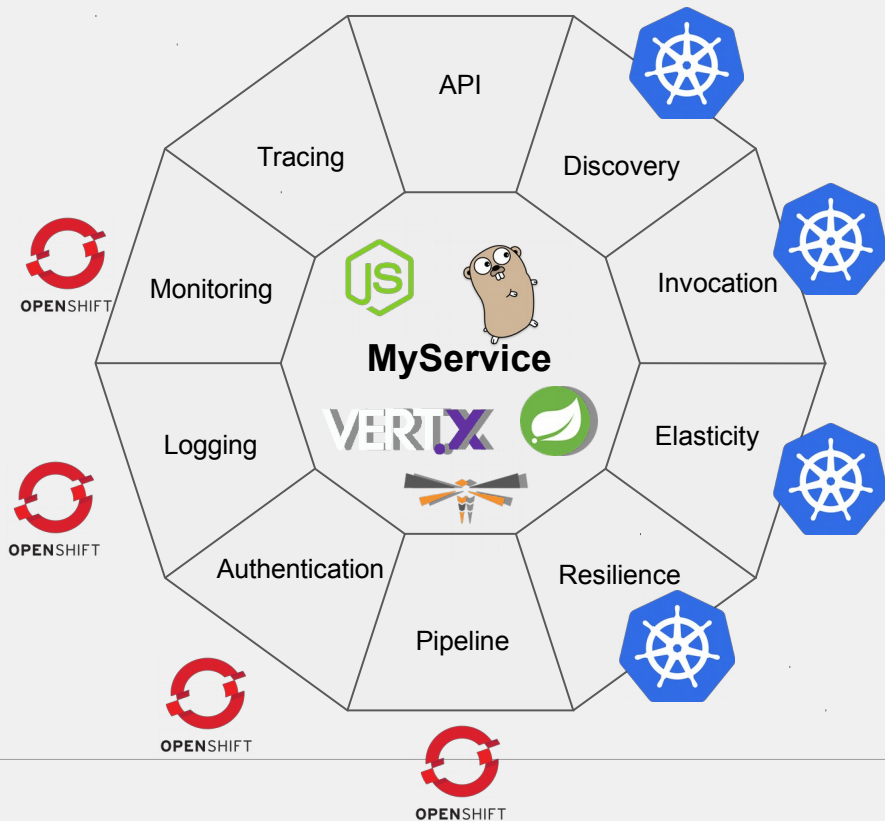 API
Tracing
Discovery
Monitoring
Invocation
OPENSHIFT
JS
MyService
VERT.X
Logging
Elasticity
OPENSHIFT
Authentication
Resilience
Pipeline
OPENSHIFT
OPENSHIFT